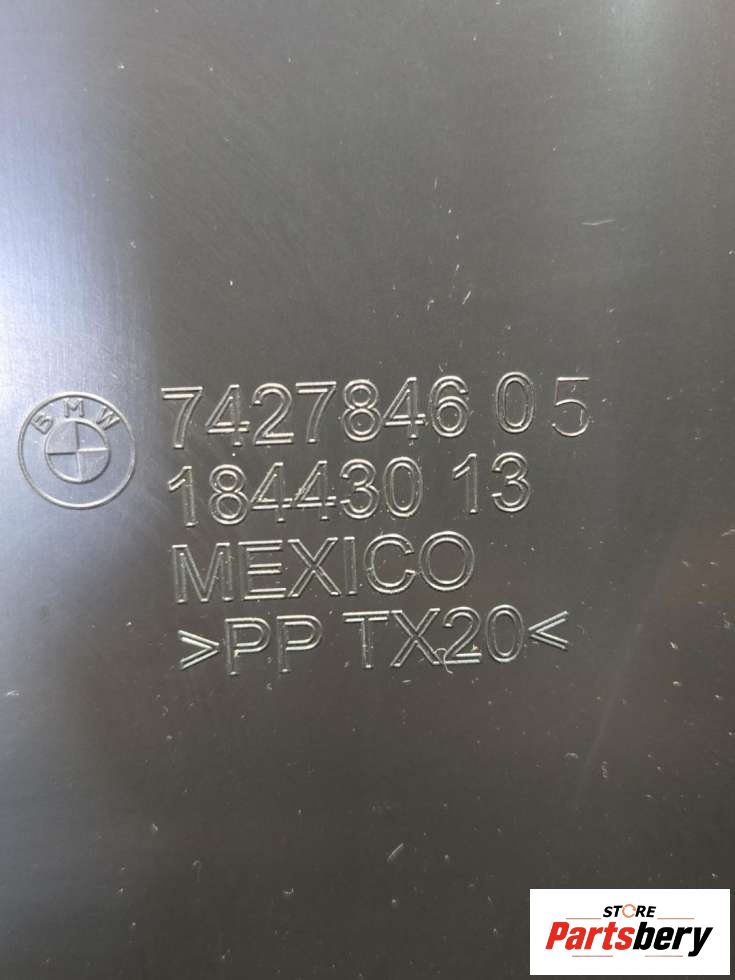 BMW
7427846 05
184430 13
MEXICO
>PP TX20<
STORE
Partsbery